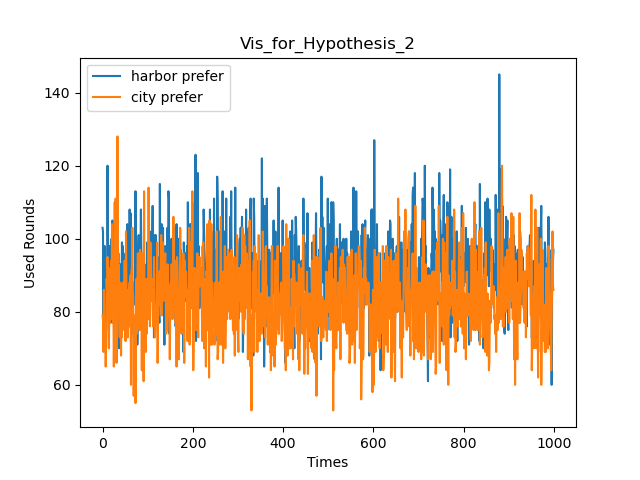 Vis_for_Hypothesis_2
harbor prefer
city prefer
140
120
100
80
60
Used Rounds
0 200 400 600 800 1000
Times